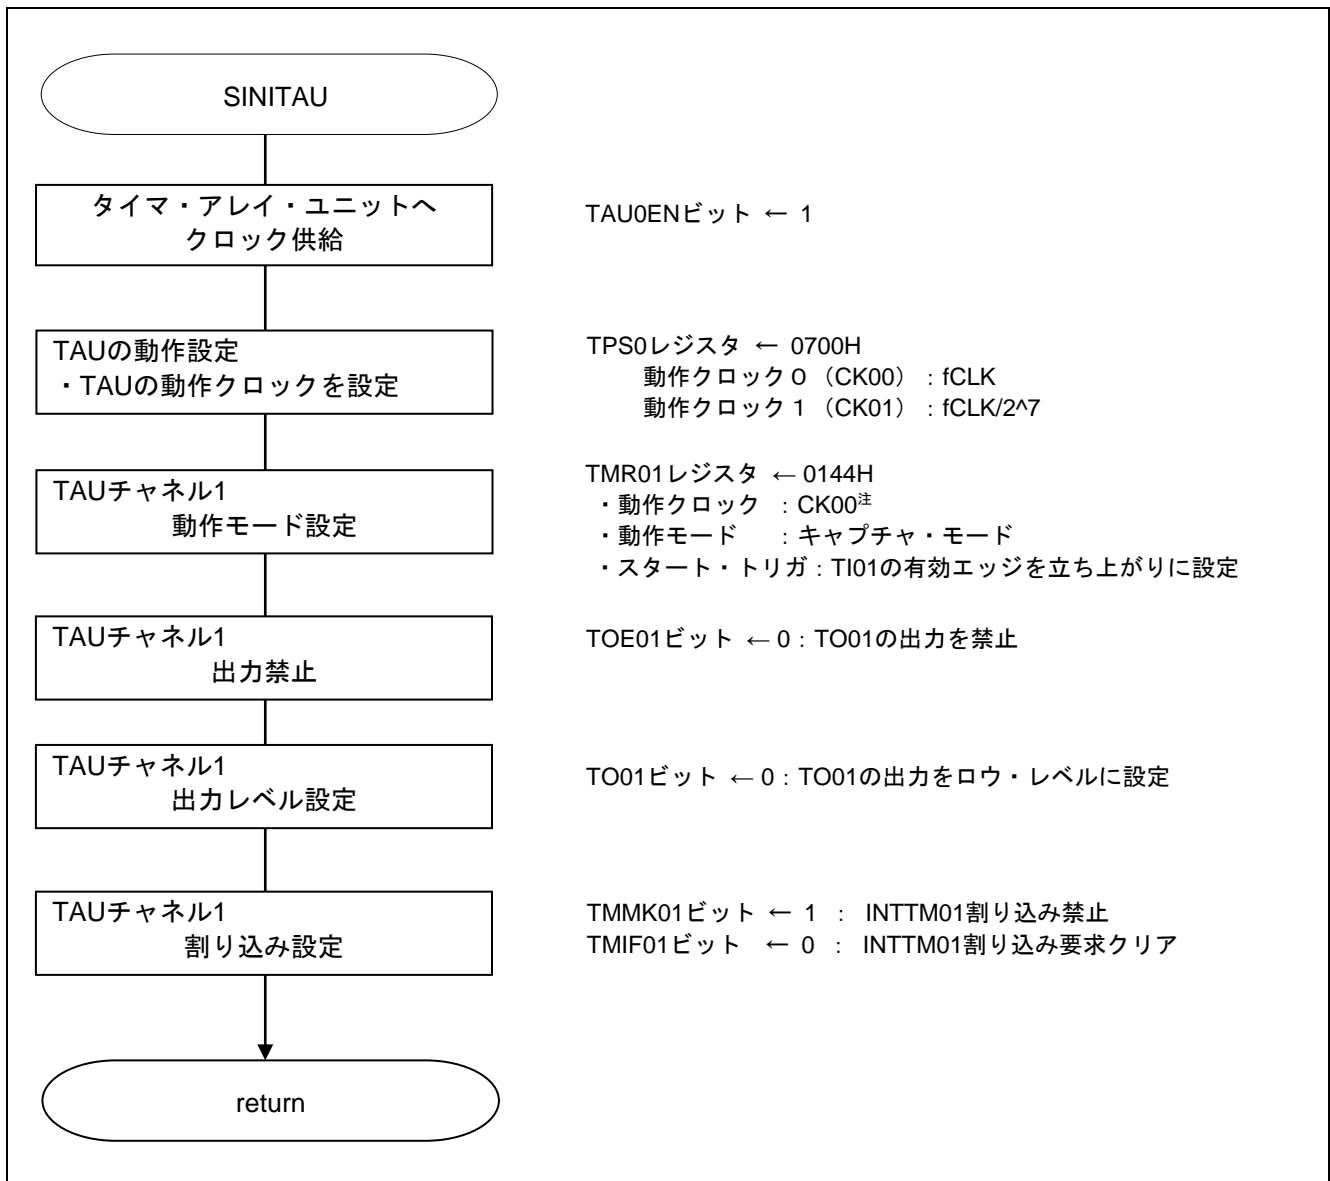 SINITAU
タイマ・アレイ・ユニットへ
クロック供給
TAU0ENビット ← 1
TAUの動作設定
・TAUの動作クロックを設定
TPS0レジスタ ← 0700H
動作クロック０（CK00）：fCLK
動作クロック１（CK01）：fCLK/2^7
TAUチャネル1
動作モード設定
TMR01レジスタ ← 0144H
・動作クロック ：CK00注
・動作モード ：キャプチャ・モード
・スタート・トリガ：TI01の有効エッジを立ち上がりに設定
TAUチャネル1
出力禁止
TOE01ビット ← 0：TO01の出力を禁止
TAUチャネル1
出力レベル設定
TO01ビット ← 0：TO01の出力をロウ・レベルに設定
TAUチャネル1
割り込み設定
TMMK01ビット ← 1 ： INTTM01割り込み禁止
TMIF01ビット ← 0 ： INTTM01割り込み要求クリア
return